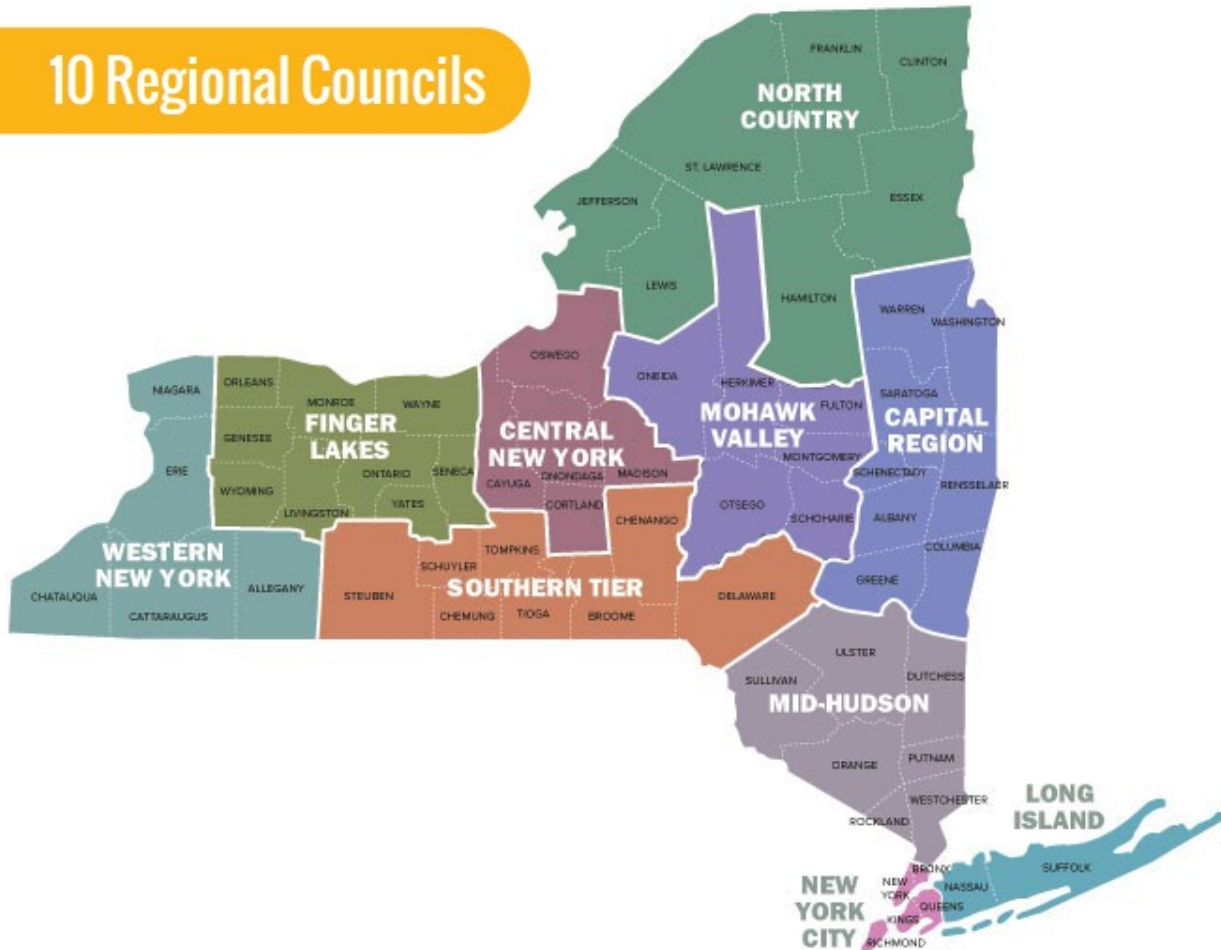 10 Regional Councils
FRANKLIN
CLINTON
NORTH
COUNTRY
ST. LAWRENCE
JEFFERSON
ESSEX
LEWIS
HAMILTON
WARREN
WASHINGTON
OSWEGO
ONEIDA
HERKIMER
NIAGARA
ORLEANS
MONROE
WAYNE
FULTON
SARATOGA
FINGER
LAKES
CENTRAL
NEW YORK
MOHAWK
VALLEY
CAPITAL
REGION
GENESEE
ERIE
ONTARIO
SENECA
MONTGOMERY
SCHENECTADY
WYOMING
CAYUGA
ONONDAGA
MADISON
RENSSELAER
LIVINGSTON
YATES
CORTLAND
CHENANGO
OTSEGO
SCHOHARIE
ALBANY
WESTERN
NEW YORK
TOMPKINS
COLUMBIA
SCHUYLER
SOUTHERN TIER
GREENE
CHATAUQUA
ALLEGANY
STEUBEN
DELAWARE
CATTARAUGUS
CHEMUNG
TIOGA
BROOME
ULSTER
SULLIVAN
DUTCHESS
MID-HUDSON
ORANGE
PUTNAM
WESTCHESTER
ROCKLAND
LONG
ISLAND
BRONX
SUFFOLK
NEW
YORK
NASSAU
NEW
YORK
CITY
QUEENS
KINGS
RICHMOND